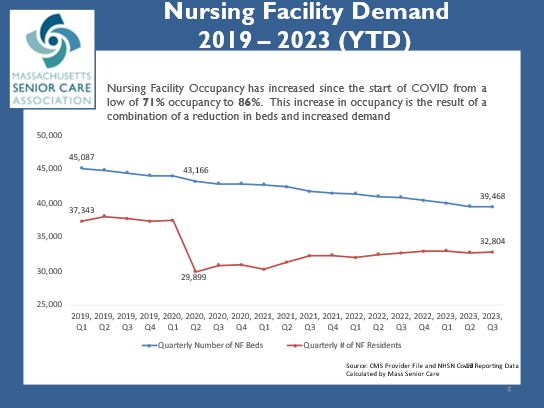 Nursing Facility Demand
2019 – 2023 (YTD)
MASSACHUSETTS
SENIOR CARE
ASSOCIATION
Nursing Facility Occupancy has increased since the start of COVID from a
low of 71% occupancy to 86%. This increase in occupancy is the result of a
combination of a reduction in beds and increased demand
50,000
45,000
40,000
35,000
30,000
25,000
45,087
43,166
39,468
37,343
29,899
32,804
2019, 2019, 2019, 2019, 2020, 2020, 2020, 2020, 2021, 2021, 2021, 2021, 2022, 2022, 2022, 2022, 2023, 2023, 2023,
Q1 Q2 Q3 Q4 Q1 Q2 Q3 Q4 Q1 Q2 Q3 Q4 Q1 Q2 Q3 Q4 Q1 Q2 Q3
Quarterly Number of NF Beds Quarterly # of NF Residents
Source: CMS Provider File and NHSN Covid Reporting Data
Calculated by Mass Senior Care
4